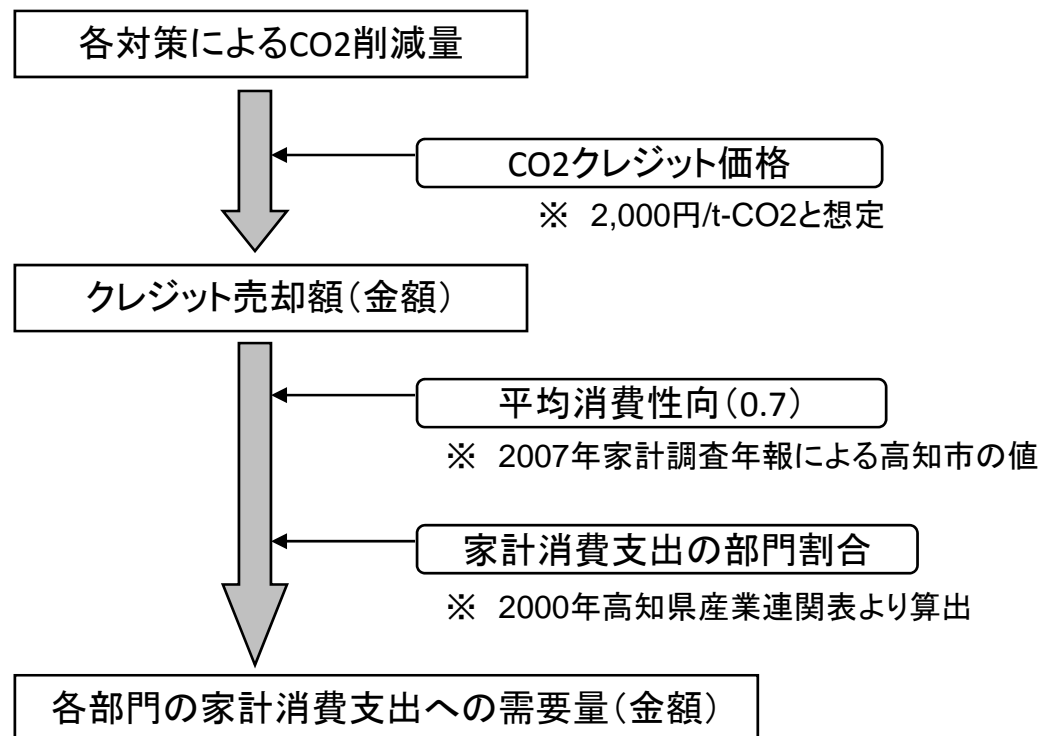 各対策によるCO2削減量
CO2クレジット価格
※ 2,000円/t-CO2と想定
クレジット売却額（金額）
平均消費性向（0.7）
※ 2007年家計調査年報による高知市の値
家計消費支出の部門割合
※ 2000年高知県産業連関表より算出
各部門の家計消費支出への需要量（金額）